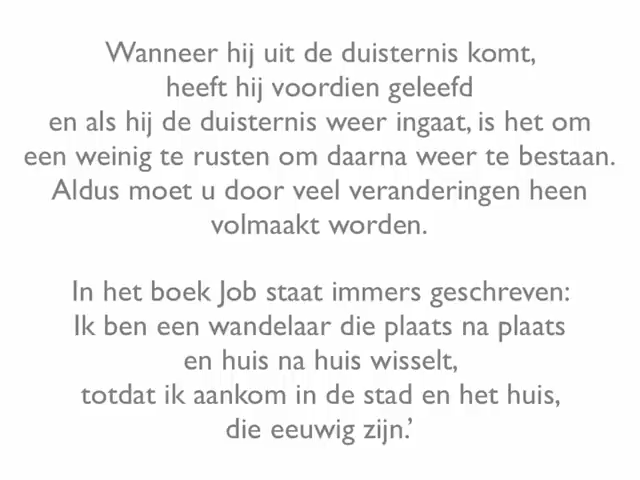 Wanneer hij uit de duisternis komt,
heeft hij voordien geleefd
en als hij de duisternis weer ingaat, is het om
een weinig te rusten om daarna weer te bestaan.
Aldus moet u door veel veranderingen heen
volmaakt worden.
In het boek Job staat immers geschreven:
Ik ben een wandelaar die plaats na plaats
en huis na huis wisselt,
totdat ik aankom in de stad en het huis,
die eeuwig zijn.’